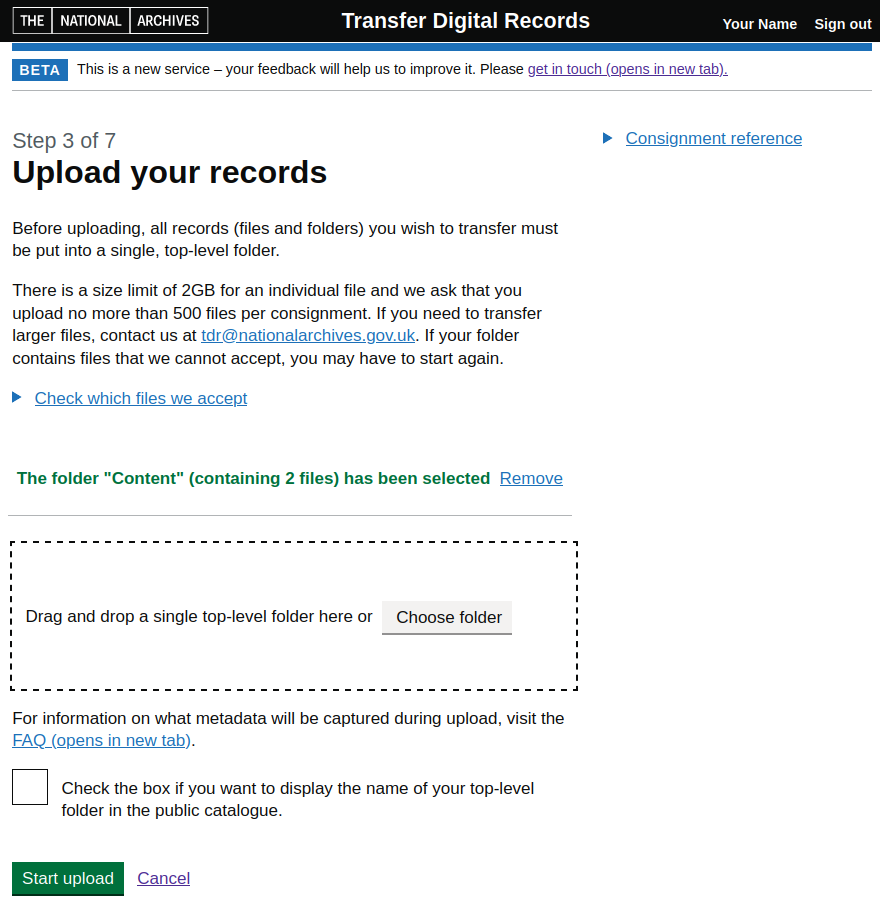 THE NATIONAL ARCHIVES
Transfer Digital Records
Your Name Sign out
BETA This is a new service – your feedback will help us to improve it. Please get in touch (opens in new tab).
Step 3 of 7
Upload your records
Consignment reference
Before uploading, all records (files and folders) you wish to transfer must
be put into a single, top-level folder.
There is a size limit of 2GB for an individual file and we ask that you
upload no more than 500 files per consignment. If you need to transfer
larger files, contact us at tdr@nationalarchives.gov.uk. If your folder
contains files that we cannot accept, you may have to start again.
Check which files we accept
The folder "Content" (containing 2 files) has been selected Remove
Drag and drop a single top-level folder here or Choose folder
For information on what metadata will be captured during upload, visit the
FAQ (opens in new tab).
Check the box if you want to display the name of your top-level
folder in the public catalogue.
Start upload Cancel